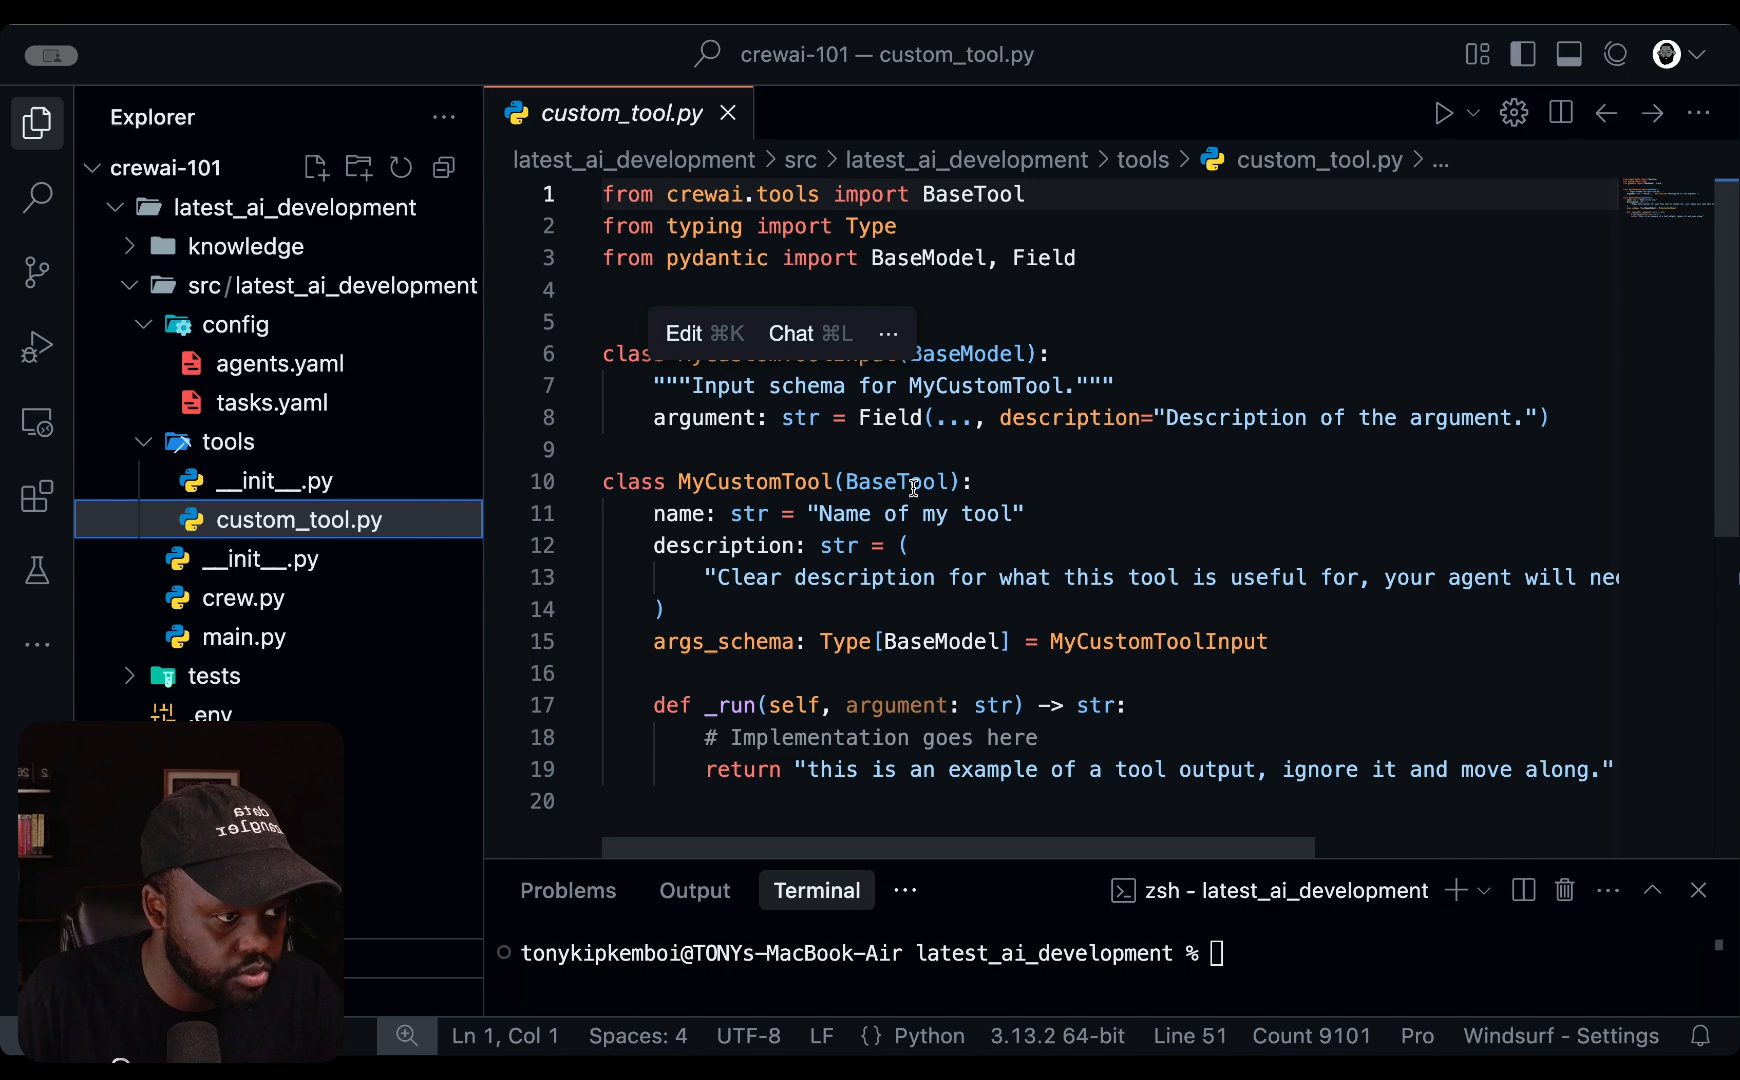 crewai-101 — custom_tool.py
Explorer
crewai-101
latest_ai_development
knowledge
src/latest_ai_development
config
agents.yaml
tasks.yaml
tools
__init__.py
custom_tool.py
__init__.py
crew.py
main.py
tests
.env
custom_tool.py
latest_ai_development > src > latest_ai_development > tools > custom_tool.py > ...
1 from crewai.tools import BaseTool
2 from typing import Type
3 from pydantic import BaseModel, Field
4
5
Edit ⌘K Chat ⌘L ...
6 class (BaseModel):
7 """Input schema for MyCustomTool."""
8 argument: str = Field(..., description="Description of the argument.")
9
10 class MyCustomTool(BaseTool):
11 name: str = "Name of my tool"
12 description: str = (
13 "Clear description for what this tool is useful for, your agent will
14 )
15 args_schema: Type[BaseModel] = MyCustomToolInput
16
17 def _run(self, argument: str) -> str:
18 # Implementation goes here
19 return "this is an example of a tool output, ignore it and move along."
20
Problems Output Terminal ...
zsh - latest_ai_development
tonykipkemboi@TONYs-MacBook-Air latest_ai_development %
data
Ln 1, Col 1 Spaces: 4 UTF-8 LF {} Python 3.13.2 64-bit Line 51 Count 9101 Pro Windsurf - Settings